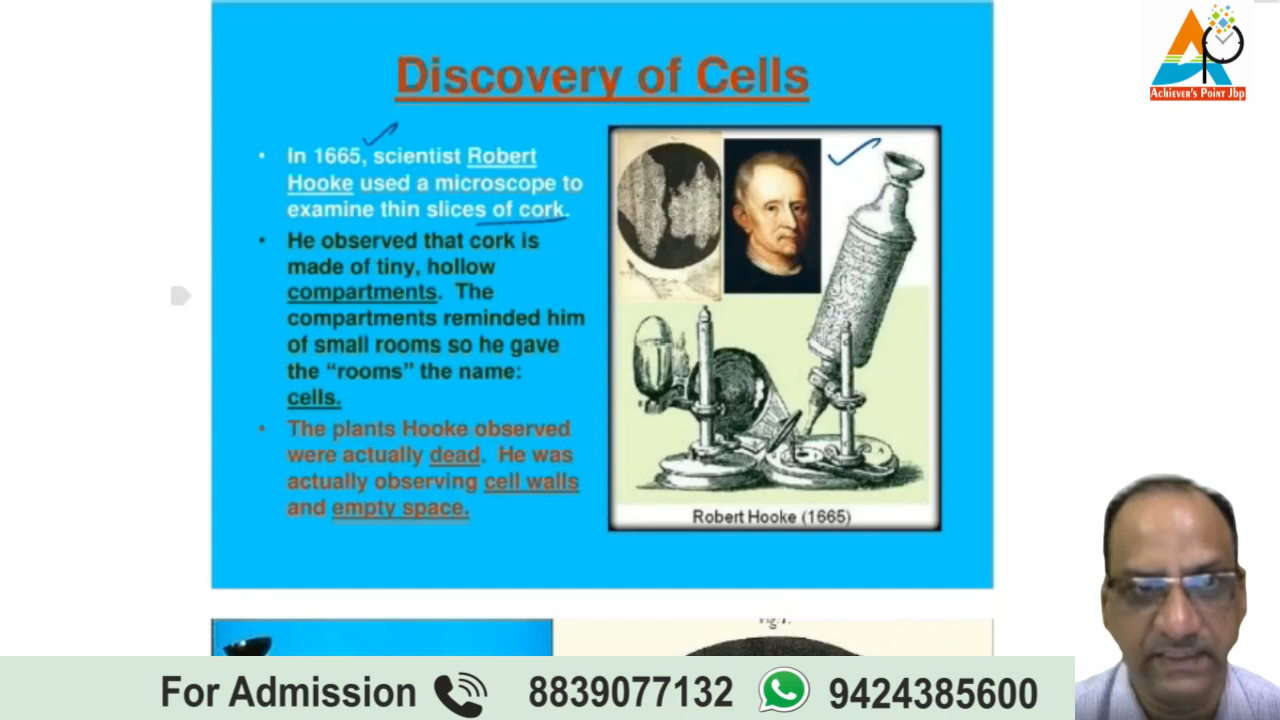 Discovery of Cells
• In 1665, scientist Robert
Hooke used a microscope to
examine thin slices of cork.
• He observed that cork is
made of tiny, hollow
compartments. The
compartments reminded him
of small rooms so he gave
the “rooms” the name:
cells.
• The plants Hooke observed
were actually dead. He was
actually observing cell walls
and empty space.
Robert Hooke (1665)
ACHIEVER'S POINT JBP
For Admission 8839077132 9424385600